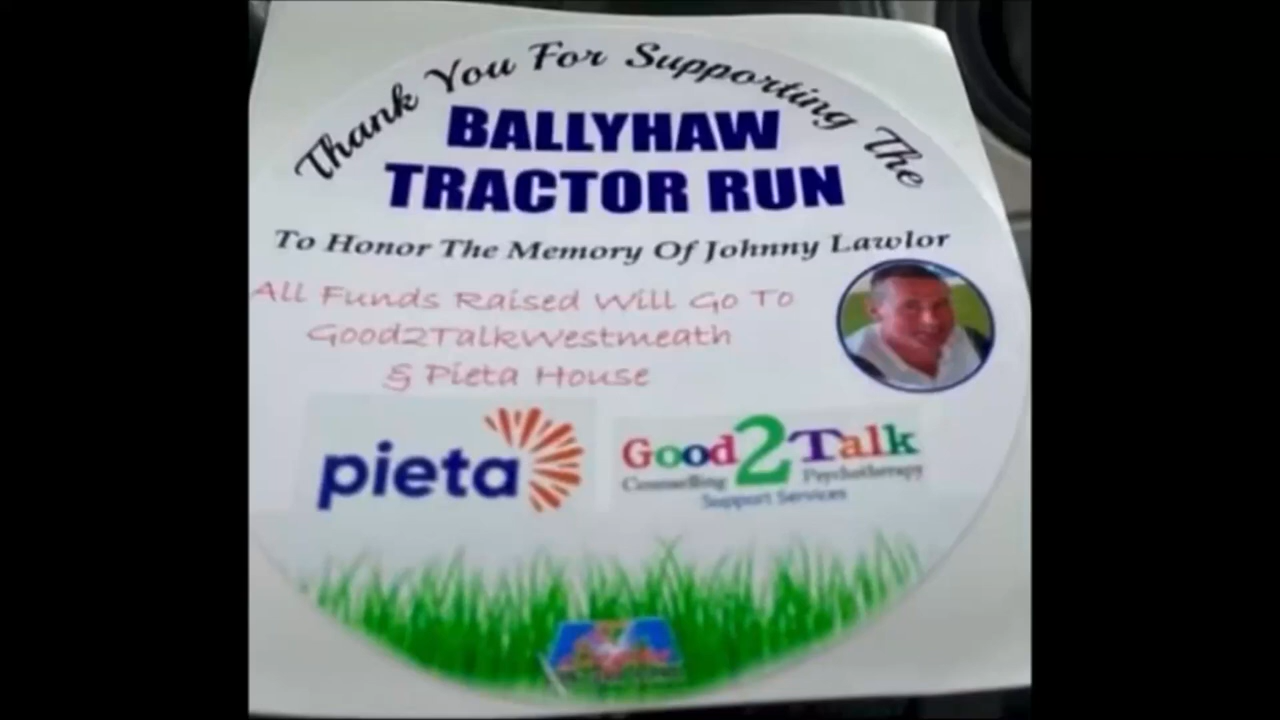 Thank You For Supporting The
BALLYHAW
TRACTOR RUN
To Honor The Memory Of Johnny Lawlor
All Funds Raised Will Go To
Good2TalkWestmeath
& Pieta House
pieta
Good2Talk
Counselling Psychotherapy
Support Services